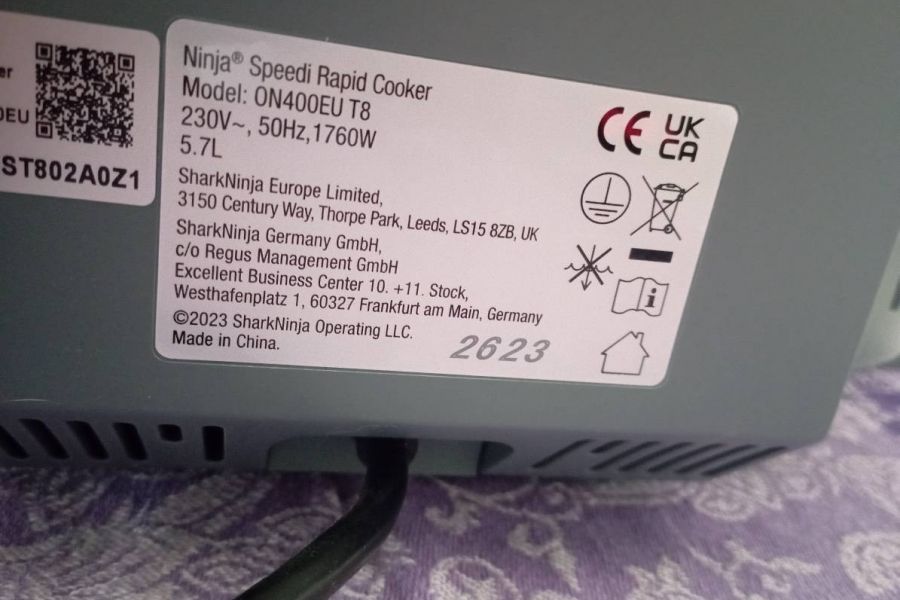 er
0EU
ST802A0Z1
Ninja® Speedi Rapid Cooker
Model: ON400EU T8
230V~, 50Hz,1760W
5.7L
SharkNinja Europe Limited,
3150 Century Way, Thorpe Park, Leeds, LS15 8ZB, UK
SharkNinja Germany GmbH,
c/o Regus Management GmbH
Excellent Business Center 10. +11. Stock,
Westhafenplatz 1, 60327 Frankfurt am Main, Germany
©2023 SharkNinja Operating LLC.
Made in China.
2623
CE
UK
CA
i